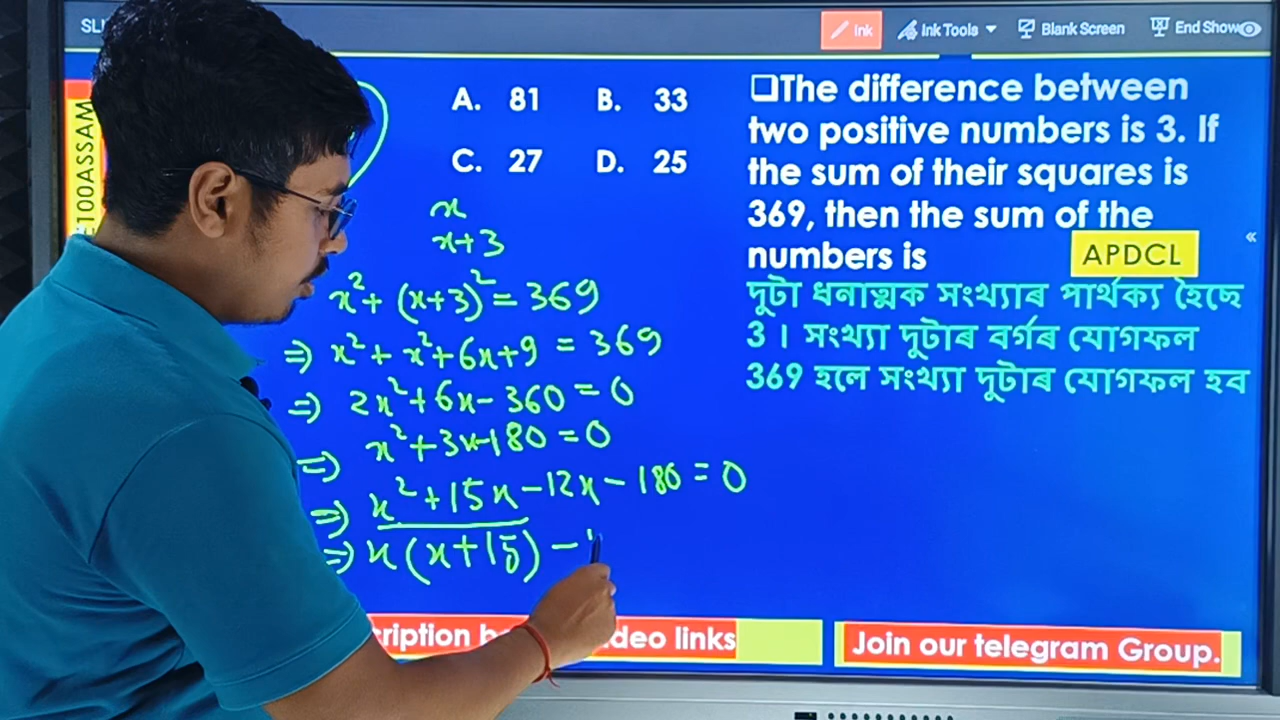 Ink
Ink Tools
Blank Screen
End Show
E100ASSAM
A. 81 B. 33
C. 27 D. 25
x
x+3
x² + (x+3)² = 369
⇒ x² + x² + 6x + 9 = 369
⇒ 2x² + 6x - 360 = 0
⇒ x² + 3x - 180 = 0
⇒ x² + 15x - 12x - 180 = 0
⇒ x(x+15) -
❑The difference between
two positive numbers is 3. If
the sum of their squares is
369, then the sum of the
numbers is
APDCL
দুটা ধনাত্মক সংখ্যাৰ পাৰ্থক্য হৈছে
3 । সংখ্যা দুটাৰ বৰ্গৰ যোগফল
369 হলে সংখ্যা দুটাৰ যোগফল হব
links
Join our telegram Group.